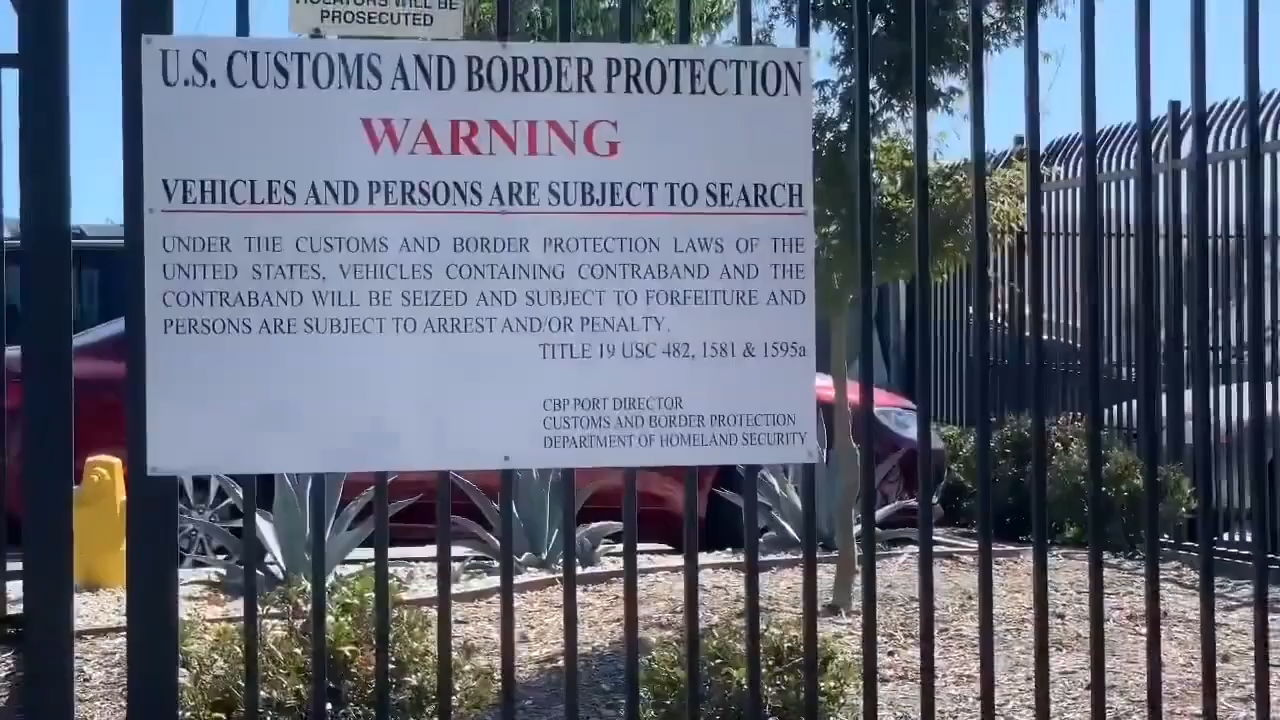 VIOLATORS WILL BE
PROSECUTED
U.S. CUSTOMS AND BORDER PROTECTION
WARNING
VEHICLES AND PERSONS ARE SUBJECT TO SEARCH
UNDER THE CUSTOMS AND BORDER PROTECTION LAWS OF THE
UNITED STATES, VEHICLES CONTAINING CONTRABAND AND THE
CONTRABAND WILL BE SEIZED AND SUBJECT TO FORFEITURE AND
PERSONS ARE SUBJECT TO ARREST AND/OR PENALTY.
TITLE 19 USC 482, 1581 & 1595a
CBP PORT DIRECTOR
CUSTOMS AND BORDER PROTECTION
DEPARTMENT OF HOMELAND SECURITY